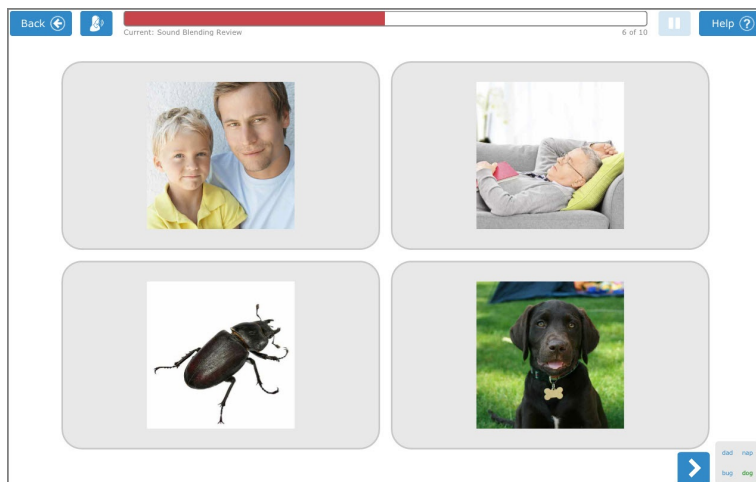 Back
Help ?
Current: Sound Blending Review
6 of 10
dad nap
bug dog